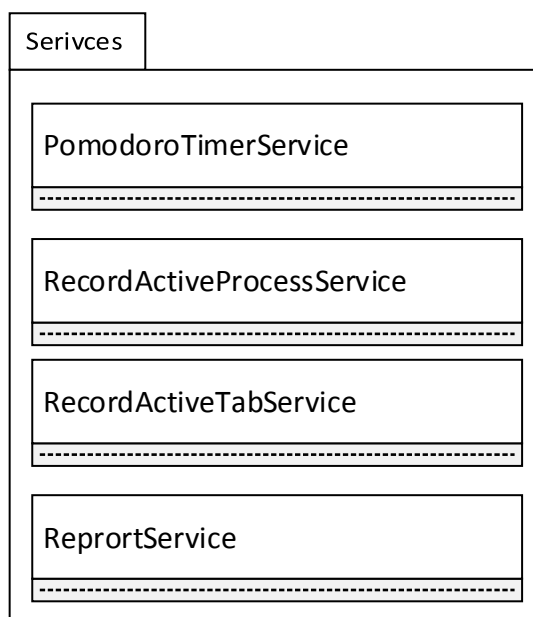 Serivces
PomodoroTimerService
RecordActiveProcessService
RecordActiveTabService
ReprortService